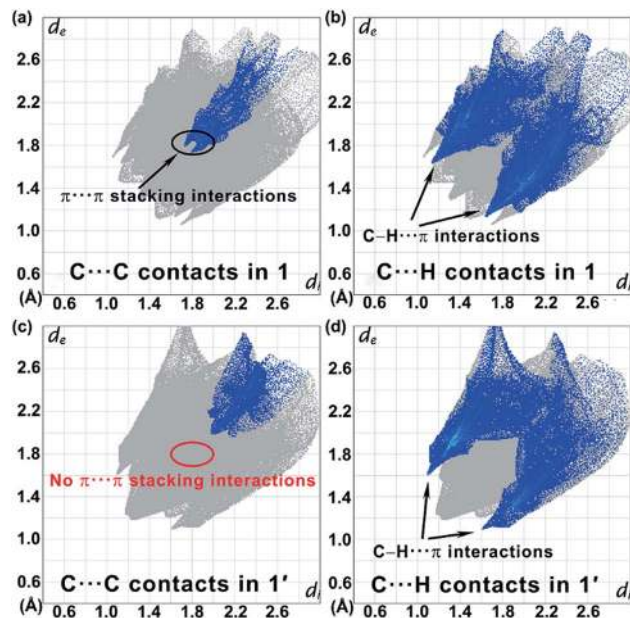 (a)
dₑ
2.6
2.2
1.8
1.4
1.0
0.6
π···π stacking interactions
C···C contacts in 1
dᵢ
(Å) 0.6 1.0 1.4 1.8 2.2 2.6
(b)
dₑ
2.6
2.2
1.8
1.4
1.0
0.6
C–H···π interactions
C···H contacts in 1
dᵢ
(Å) 0.6 1.0 1.4 1.8 2.2 2.6
(c)
dₑ
2.6
2.2
1.8
1.4
1.0
0.6
No π···π stacking interactions
C···C contacts in 1′
dᵢ
(Å) 0.6 1.0 1.4 1.8 2.2 2.6
(d)
dₑ
2.6
2.2
1.8
1.4
1.0
0.6
C–H···π interactions
C···H contacts in 1′
dᵢ
(Å) 0.6 1.0 1.4 1.8 2.2 2.6